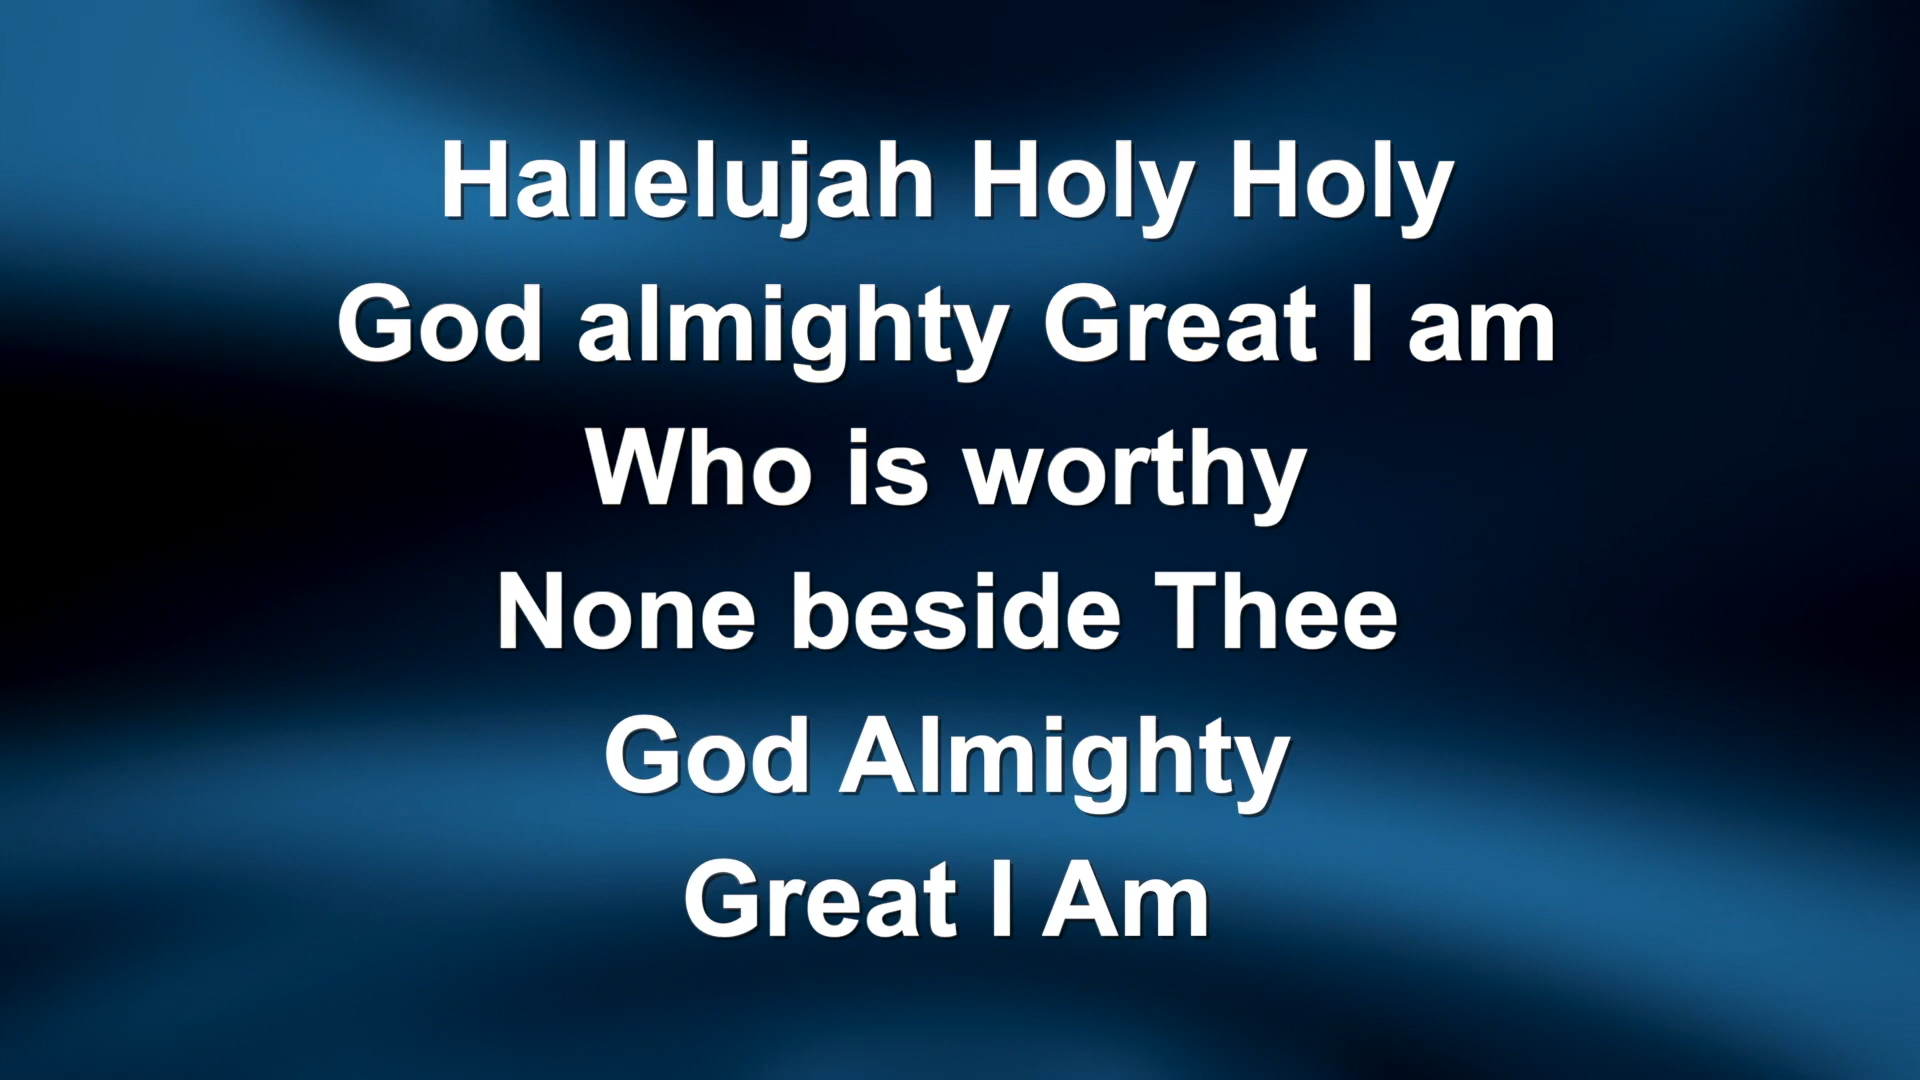 Hallelujah Holy Holy
God almighty Great I am
Who is worthy
None beside Thee
God Almighty
Great I Am